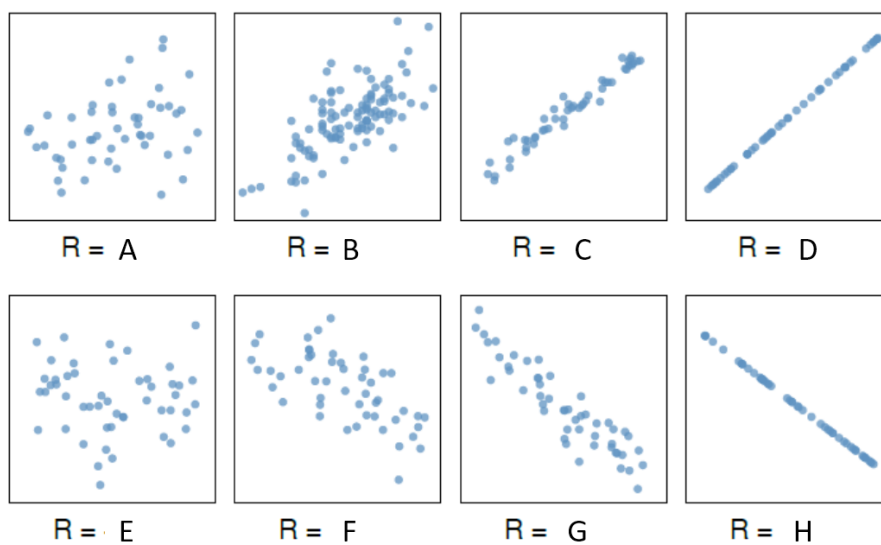 R = A R = B R = C R = D
R = E R = F R = G R = H